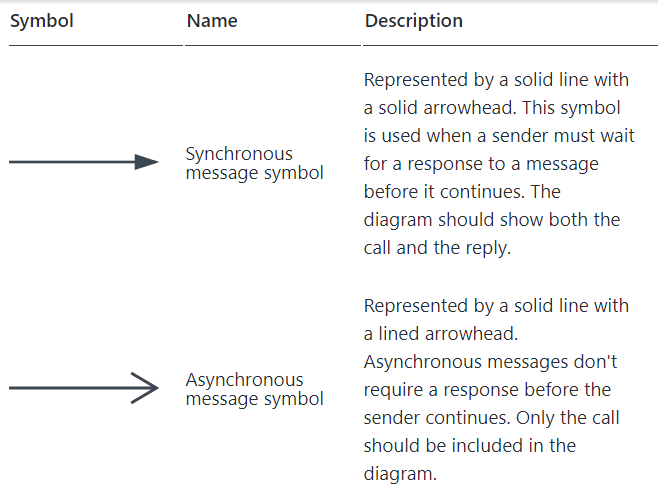 Symbol Name Description
Represented by a solid line with
a solid arrowhead. This symbol
is used when a sender must wait
for a response to a message
before it continues. The
diagram should show both the
call and the reply.
Synchronous
message symbol
Represented by a solid line with
a lined arrowhead.
Asynchronous messages don't
require a response before the
sender continues. Only the call
should be included in the
diagram.
Asynchronous
message symbol